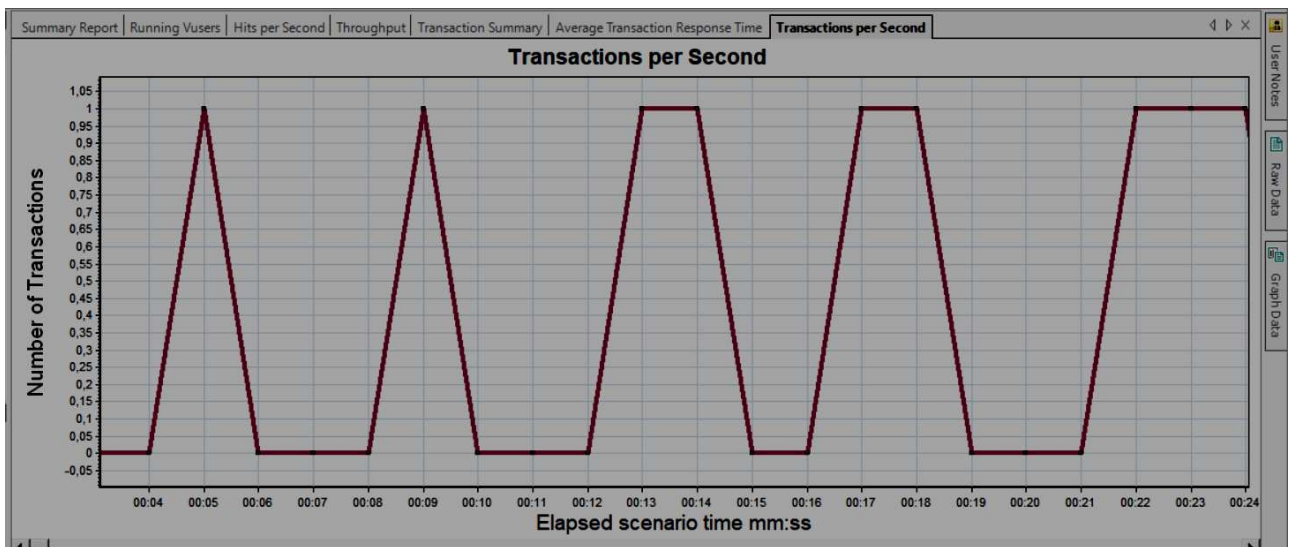 Summary Report Running Vusers Hits per Second Throughput Transaction Summary Average Transaction Response Time Transactions per Second
Transactions per Second
Number of Transactions
1,05
1
0,95
0,9
0,85
0,8
0,75
0,7
0,65
0,6
0,55
0,5
0,45
0,4
0,35
0,3
0,25
0,2
0,15
0,1
0,05
0
-0,05
00:04 00:05 00:06 00:07 00:08 00:09 00:10 00:11 00:12 00:13 00:14 00:15 00:16 00:17 00:18 00:19 00:20 00:21 00:22 00:23 00:24
Elapsed scenario time mm:ss
User Notes
Raw Data
Graph Data